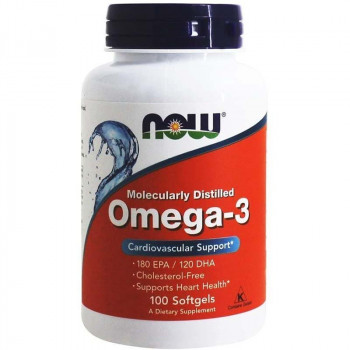 now
Molecularly Distilled
Omega-3
Cardiovascular Support*
• 180 EPA / 120 DHA
• Cholesterol-Free
• Supports Heart Health*
100 Softgels
A Dietary Supplement
K